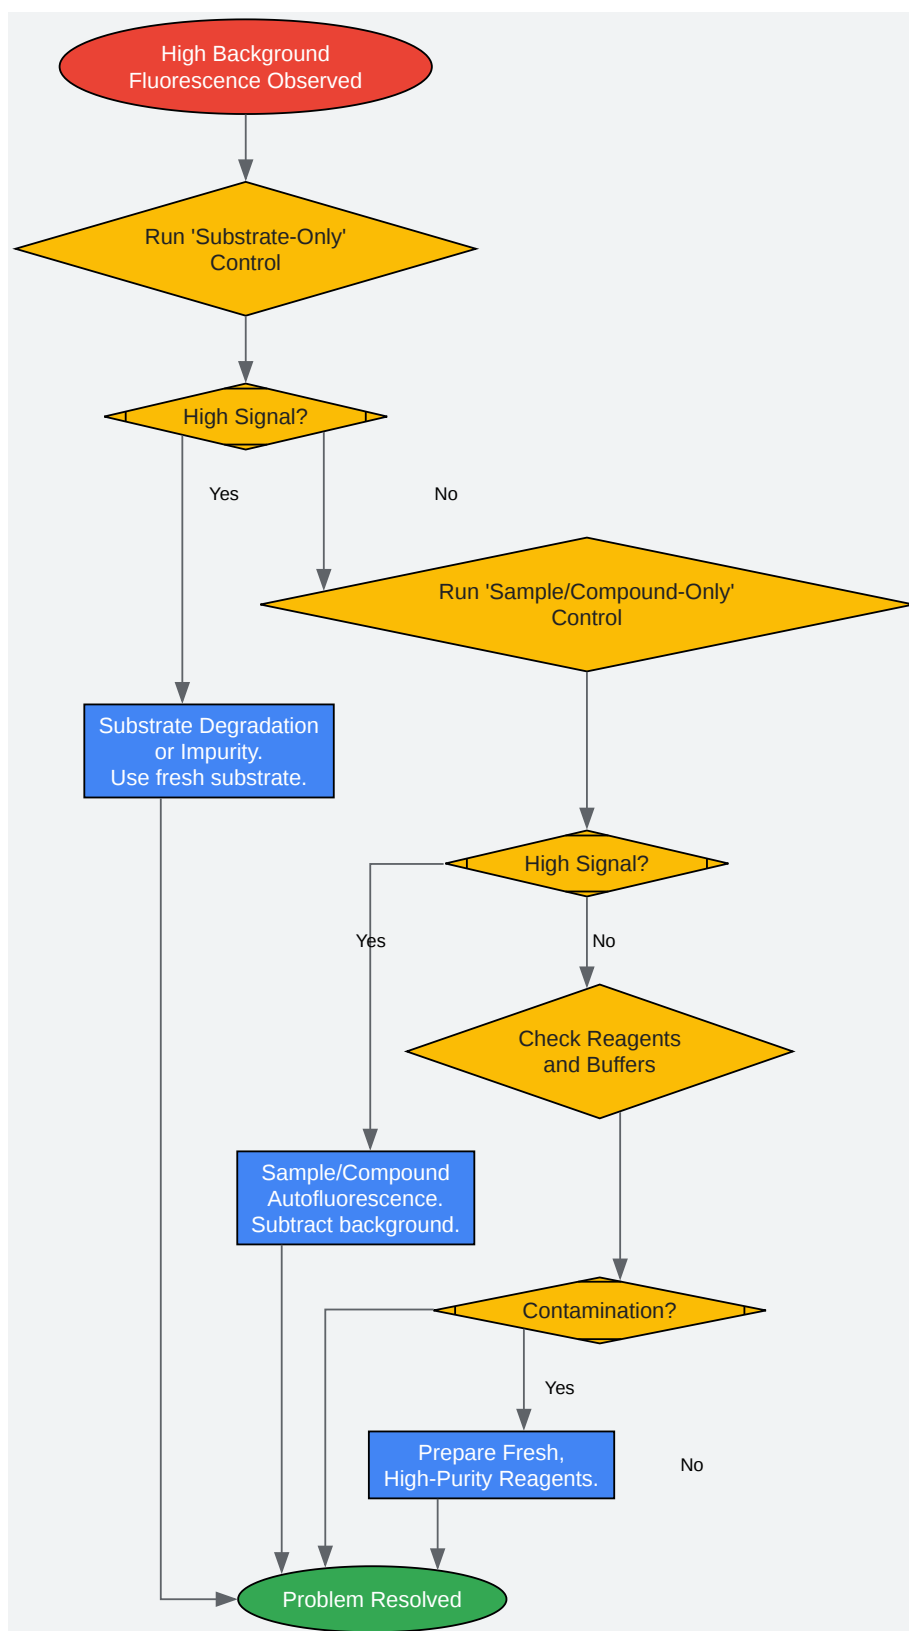 High Background
Fluorescence Observed
Run 'Substrate-Only'
Control
High Signal?
Yes
No
Run 'Sample/Compound-Only'
Control
Substrate Degradation
or Impurity.
Use fresh substrate.
High Signal?
Yes
No
Check Reagents
and Buffers
Sample/Compound
Autofluorescence.
Subtract background.
Contamination?
Yes
Prepare Fresh,
High-Purity Reagents.
No
Problem Resolved